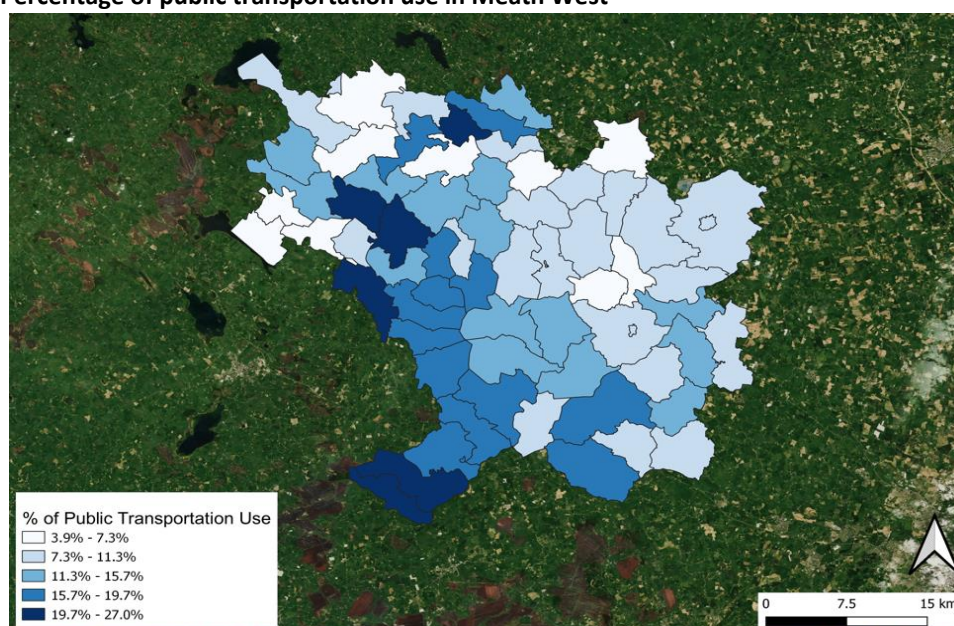 Percentage of public transportation use in Meath West
% of Public Transportation Use
3.9% - 7.3%
7.3% - 11.3%
11.3% - 15.7%
15.7% - 19.7%
19.7% - 27.0%
0 7.5 15 km